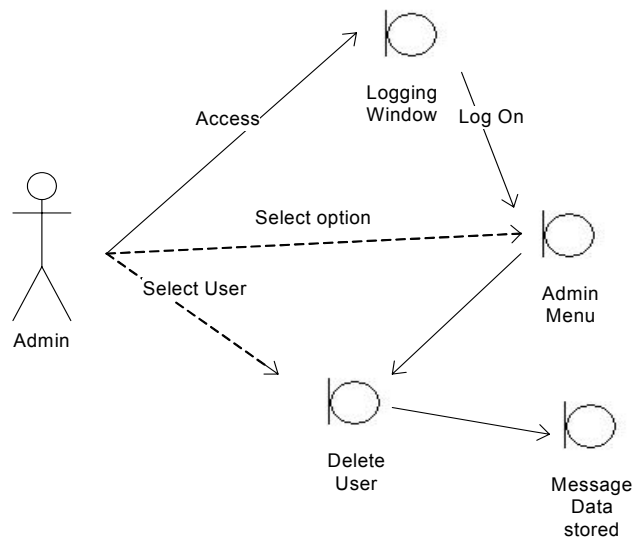 Logging
Window
Access
Log On
Select option
Select User
Admin
Menu
Admin
Delete
User
Message
Data
stored